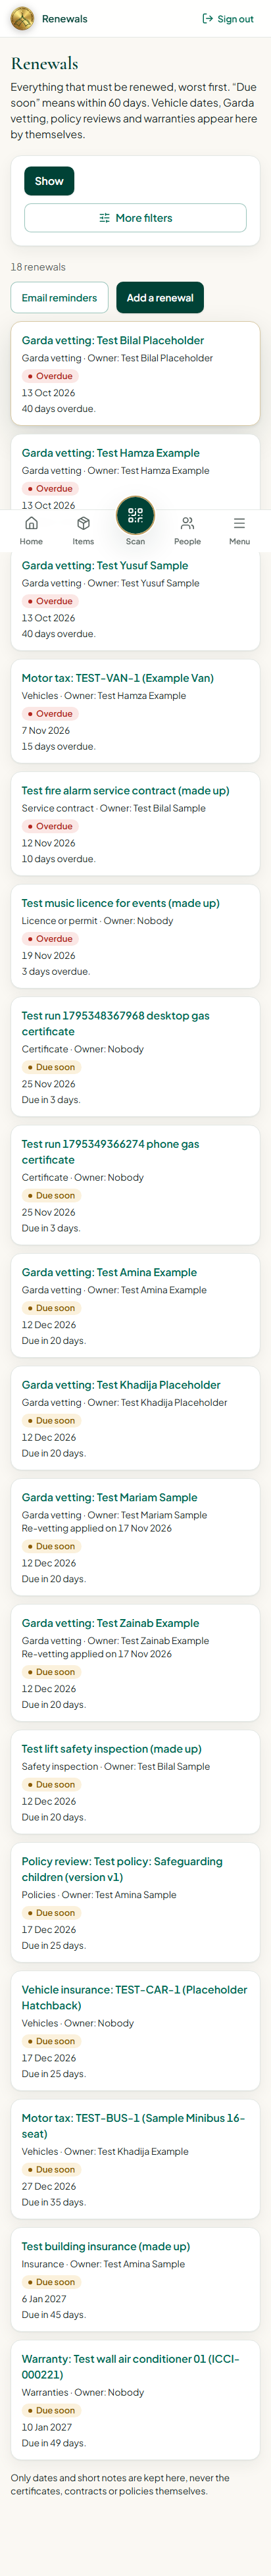 Renewals
Sign out
Renewals
Everything that must be renewed, worst first. “Due
soon” means within 60 days. Vehicle dates, Garda
vetting, policy reviews and warranties appear here
by themselves.
Show
More filters
18 renewals
Email reminders
Add a renewal
Garda vetting: Test Bilal Placeholder
Garda vetting · Owner: Test Bilal Placeholder
Overdue
13 Oct 2026
40 days overdue.
Garda vetting: Test Hamza Example
Garda vetting · Owner: Test Hamza Example
Overdue
13 Oct 2026
Home
Items
Scan
People
Menu
Garda vetting: Test Yusuf Sample
Garda vetting · Owner: Test Yusuf Sample
Overdue
13 Oct 2026
40 days overdue.
Motor tax: TEST-VAN-1 (Example Van)
Vehicles · Owner: Test Hamza Example
Overdue
7 Nov 2026
15 days overdue.
Test fire alarm service contract (made up)
Service contract · Owner: Test Bilal Sample
Overdue
12 Nov 2026
10 days overdue.
Test music licence for events (made up)
Licence or permit · Owner: Nobody
Overdue
19 Nov 2026
3 days overdue.
Test run 1795348367968 desktop gas
certificate
Certificate · Owner: Nobody
Due soon
25 Nov 2026
Due in 3 days.
Test run 1795349366274 phone gas
certificate
Certificate · Owner: Nobody
Due soon
25 Nov 2026
Due in 3 days.
Garda vetting: Test Amina Example
Garda vetting · Owner: Test Amina Example
Due soon
12 Dec 2026
Due in 20 days.
Garda vetting: Test Khadija Placeholder
Garda vetting · Owner: Test Khadija Placeholder
Due soon
12 Dec 2026
Due in 20 days.
Garda vetting: Test Mariam Sample
Garda vetting · Owner: Test Mariam Sample
Re-vetting applied on 17 Nov 2026
Due soon
12 Dec 2026
Due in 20 days.
Garda vetting: Test Zainab Example
Garda vetting · Owner: Test Zainab Example
Re-vetting applied on 17 Nov 2026
Due soon
12 Dec 2026
Due in 20 days.
Test lift safety inspection (made up)
Safety inspection · Owner: Test Bilal Sample
Due soon
12 Dec 2026
Due in 20 days.
Policy review: Test policy: Safeguarding
children (version v1)
Policies · Owner: Test Amina Sample
Due soon
17 Dec 2026
Due in 25 days.
Vehicle insurance: TEST-CAR-1 (Placeholder
Hatchback)
Vehicles · Owner: Nobody
Due soon
17 Dec 2026
Due in 25 days.
Motor tax: TEST-BUS-1 (Sample Minibus 16-
seat)
Vehicles · Owner: Test Khadija Example
Due soon
27 Dec 2026
Due in 35 days.
Test building insurance (made up)
Insurance · Owner: Test Amina Sample
Due soon
6 Jan 2027
Due in 45 days.
Warranty: Test wall air conditioner 01 (ICCI-
000221)
Warranties · Owner: Nobody
Due soon
10 Jan 2027
Due in 49 days.
Only dates and short notes are kept here, never the
certificates, contracts or policies themselves.